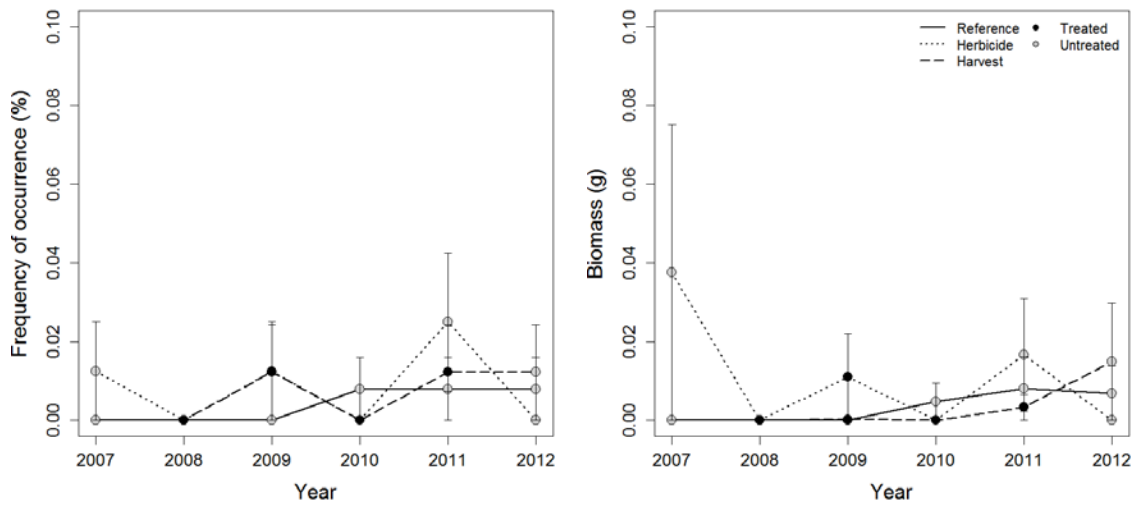 Frequency of occurrence (%)
0.10
0.08
0.06
0.04
0.02
0.00
2007 2008 2009 2010 2011 2012
Year
Biomass (g)
0.10
0.08
0.06
0.04
0.02
0.00
Reference Treated
Herbicide Untreated
Harvest
2007 2008 2009 2010 2011 2012
Year